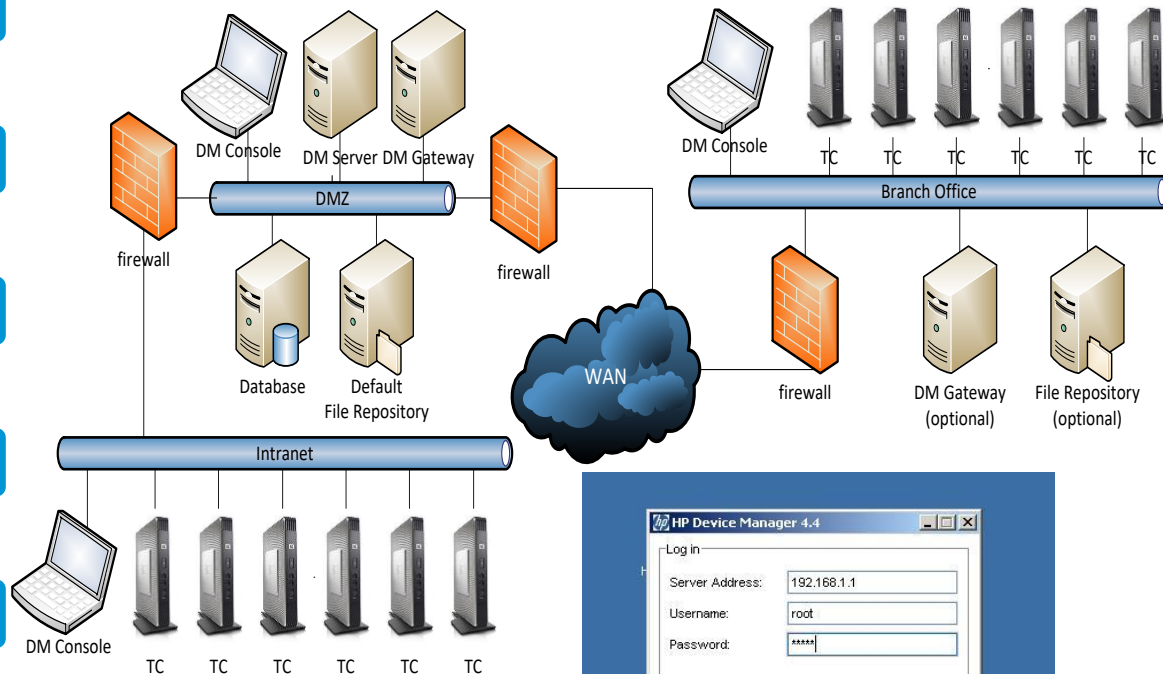 DM Console
DM Server
DM Gateway
DMZ
firewall
firewall
Database
Default
File Repository
Intranet
DM Console
TC
TC
TC
TC
TC
TC
WAN
DM Console
TC
TC
TC
TC
TC
TC
Branch Office
firewall
DM Gateway
(optional)
File Repository
(optional)
hp HP Device Manager 4.4
Log in
H
Server Address: 192.168.1.1
Username: root
Password: *****